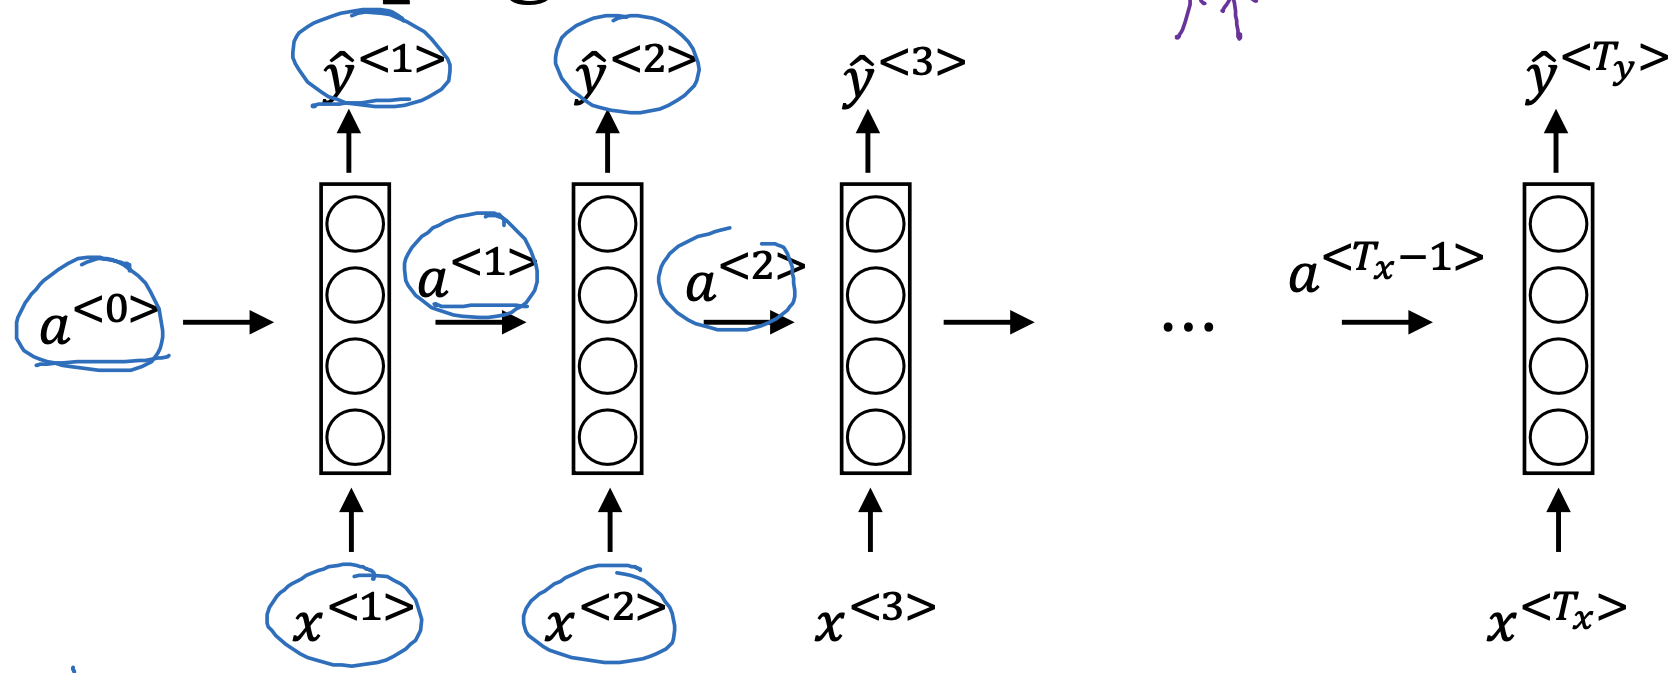 ŷ<1> ŷ<2> ŷ<3> ŷ<Ty>
a<0> a<1> a<2> ... a<Tx−1>
x<1> x<2> x<3> x<Tx>